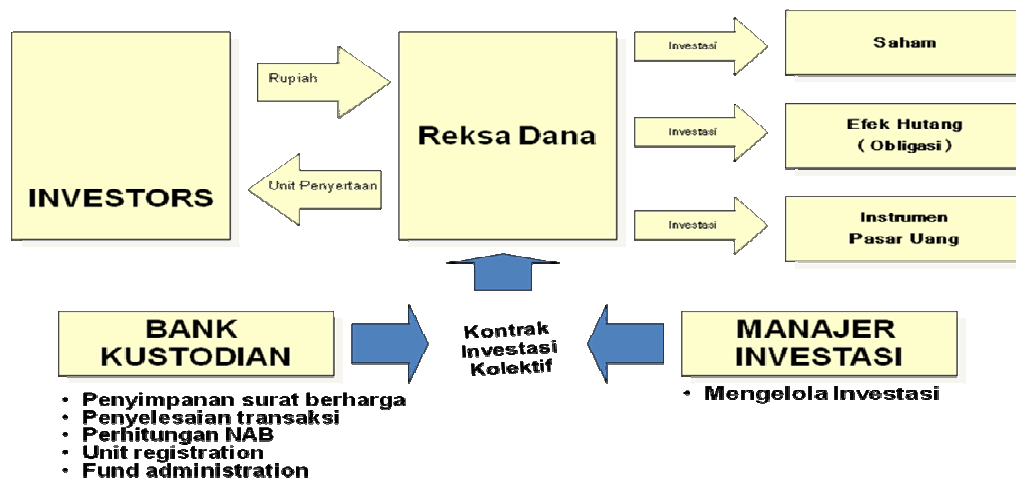 INVESTORS
Rupiah
Unit Penyertaan
Reksa Dana
Investasi
Saham
Investasi
Efek Hutang
( Obligasi )
Investasi
Instrumen
Pasar Uang
BANK
KUSTODIAN
• Penyimpanan surat berharga
• Penyelesaian transaksi
• Perhitungan NAB
• Unit registration
• Fund administration
Kontrak
Investasi
Kolektif
MANAJER
INVESTASI
• Mengelola Investasi